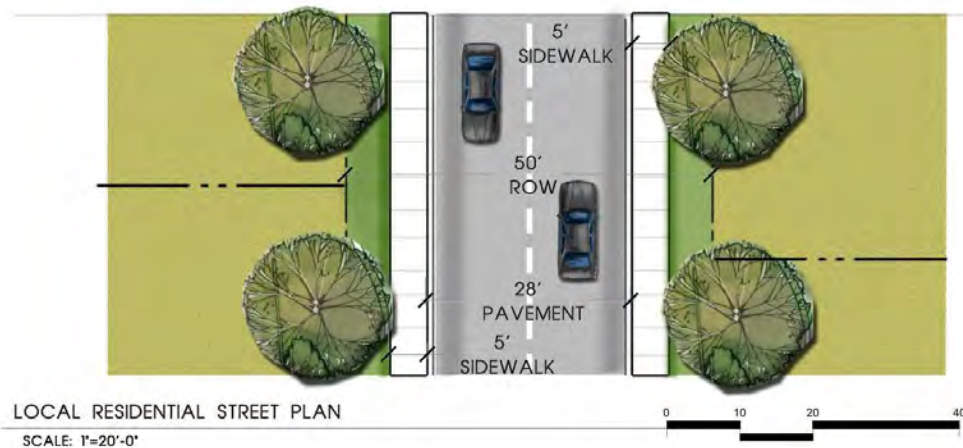 5'
SIDEWALK
50'
ROW
28'
PAVEMENT
5'
SIDEWALK
LOCAL RESIDENTIAL STREET PLAN
SCALE: 1"=20'-0"
0 10 20 40